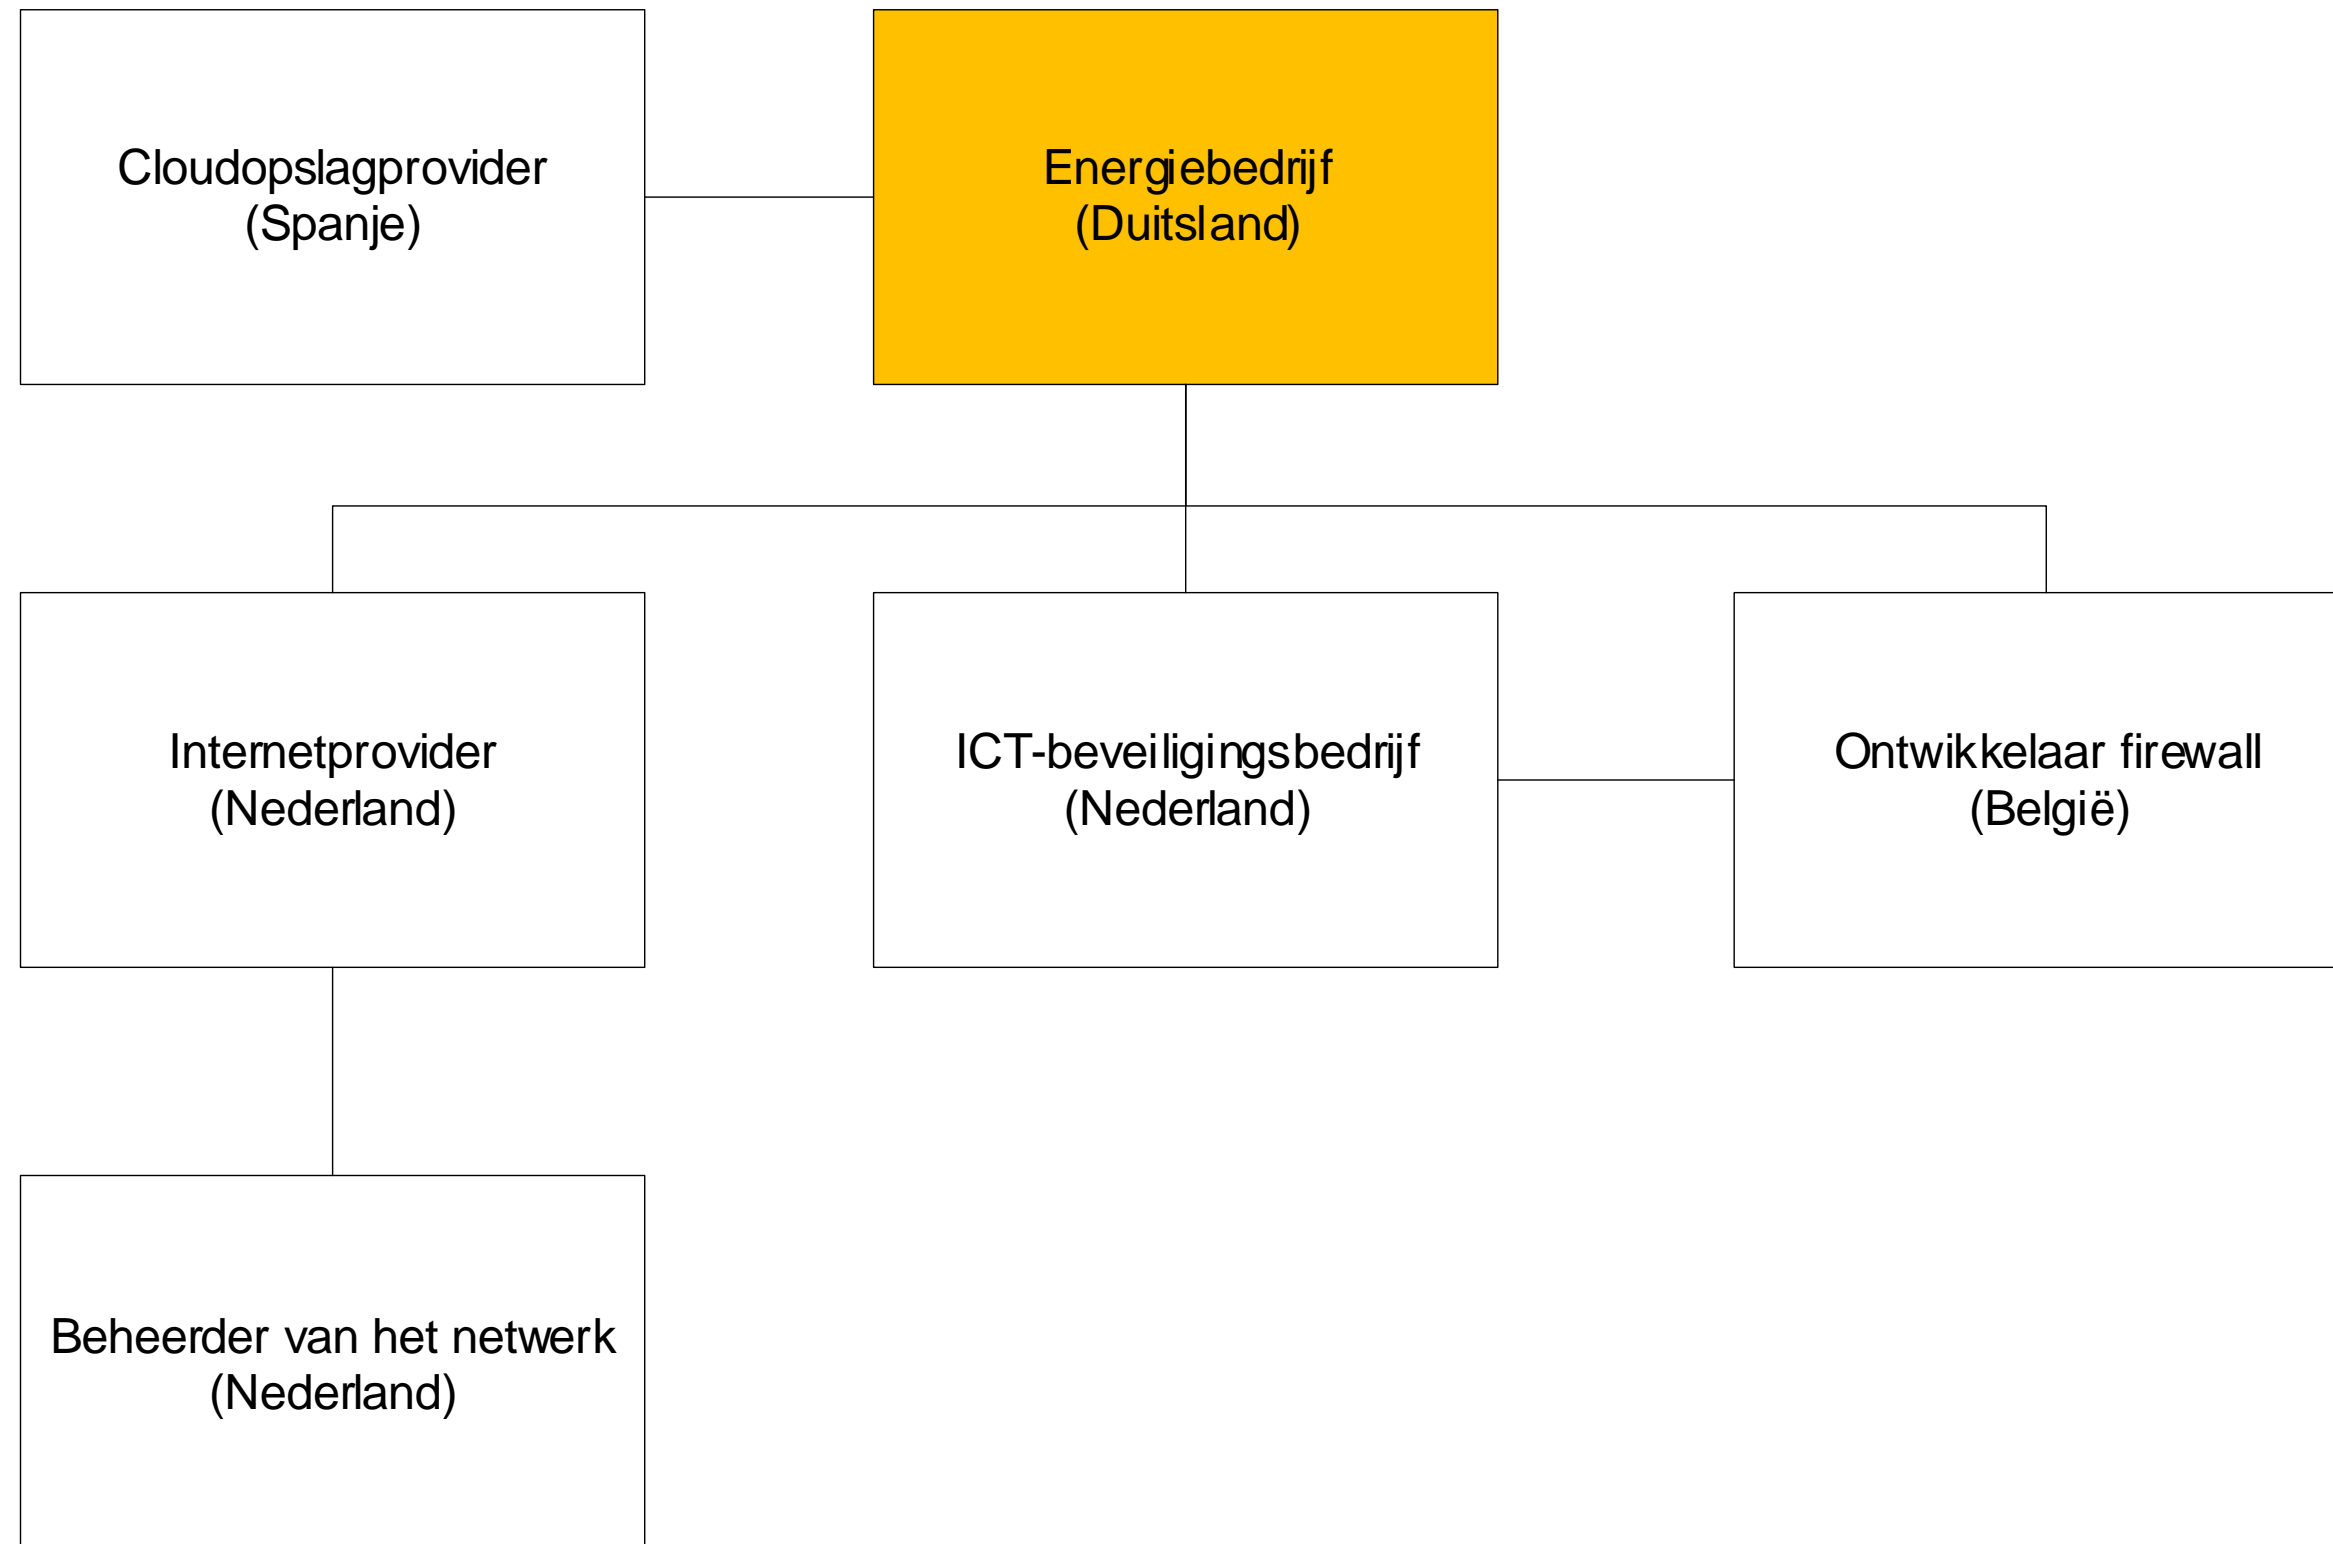 Cloudopslagprovider
(Spanje)
Energiebedrijf
(Duitsland)
Internetprovider
(Nederland)
ICT-beveiligingsbedrijf
(Nederland)
Ontwikkelaar firewall
(België)
Beheerder van het netwerk
(Nederland)